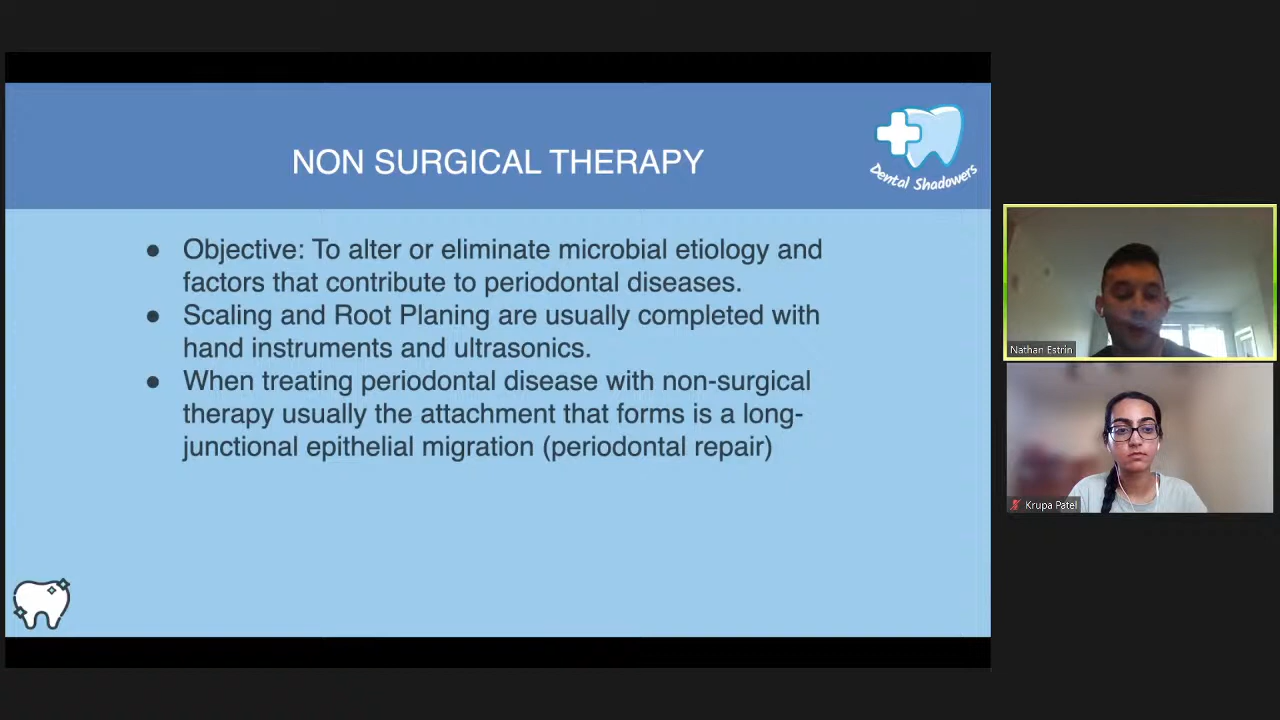 NON SURGICAL THERAPY
Dental Shadowers
● Objective: To alter or eliminate microbial etiology and
factors that contribute to periodontal diseases.
● Scaling and Root Planing are usually completed with
hand instruments and ultrasonics.
● When treating periodontal disease with non-surgical
therapy usually the attachment that forms is a long-
junctional epithelial migration (periodontal repair)
Nathan Estrin
Krupa Patel